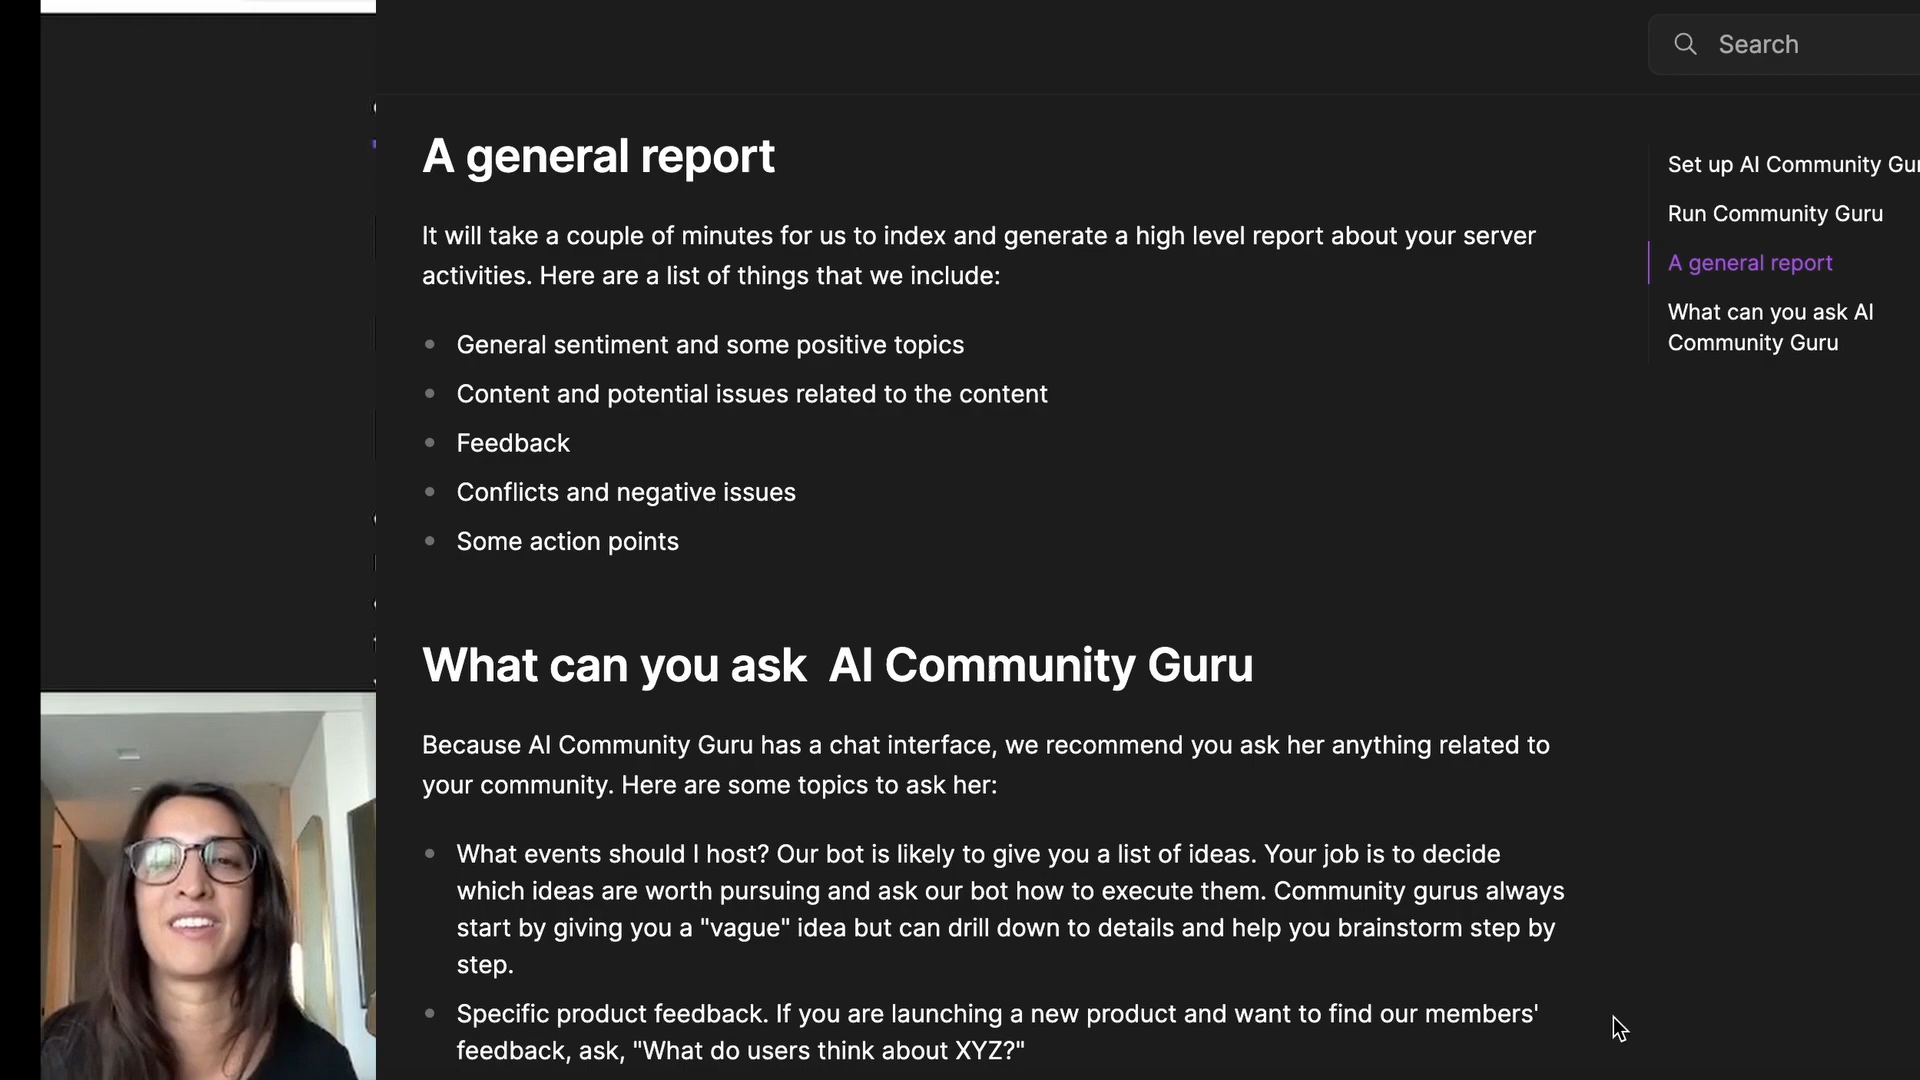 Search
A general report
It will take a couple of minutes for us to index and generate a high level report about your server
activities. Here are a list of things that we include:
General sentiment and some positive topics
Content and potential issues related to the content
Feedback
Conflicts and negative issues
Some action points
What can you ask  AI Community Guru
Because AI Community Guru has a chat interface, we recommend you ask her anything related to
your community. Here are some topics to ask her:
What events should I host? Our bot is likely to give you a list of ideas. Your job is to decide
which ideas are worth pursuing and ask our bot how to execute them. Community gurus always
start by giving you a "vague" idea but can drill down to details and help you brainstorm step by
step.
Specific product feedback. If you are launching a new product and want to find our members'
feedback, ask, "What do users think about XYZ?"
Set up AI Community Gu
Run Community Guru
A general report
What can you ask AI
Community Guru